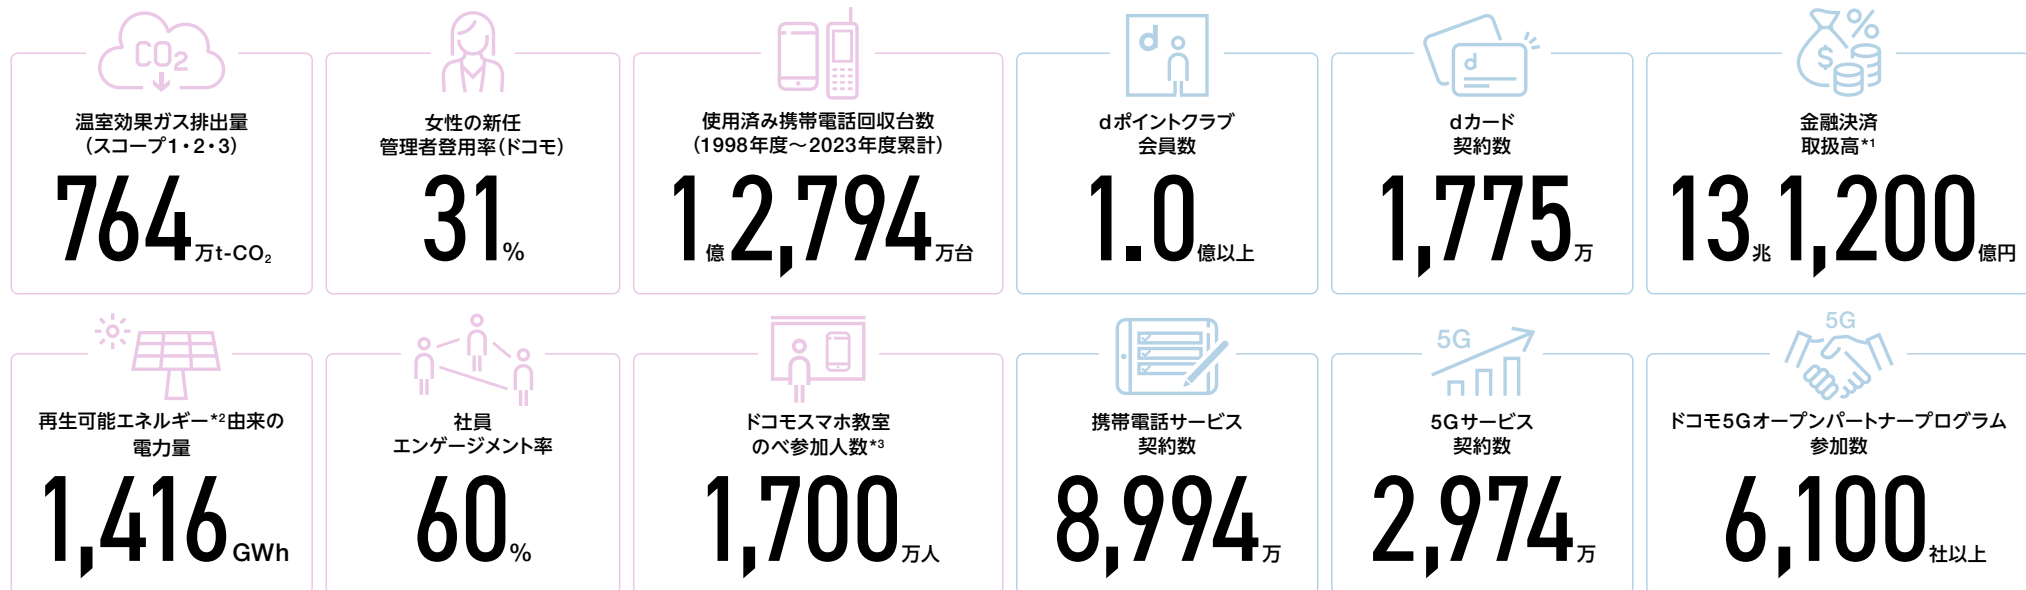 CO2
温室効果ガス排出量
（スコープ1・2・3）
764万t-CO₂
女性の新任
管理者登用率（ドコモ）
31%
使用済み携帯電話回収台数
（1998年度～2023年度累計）
1億2,794万台
d
dポイントクラブ
会員数
1.0億以上
d
dカード
契約数
1,775万
$ %
金融決済
取扱高*1
13兆1,200億円
再生可能エネルギー*2由来の
電力量
1,416GWh
社員
エンゲージメント率
60%
ドコモスマホ教室
のべ参加人数*3
1,700万人
携帯電話サービス
契約数
8,994万
5G
5Gサービス
契約数
2,974万
5G
ドコモ5Gオープンパートナープログラム
参加数
6,100社以上